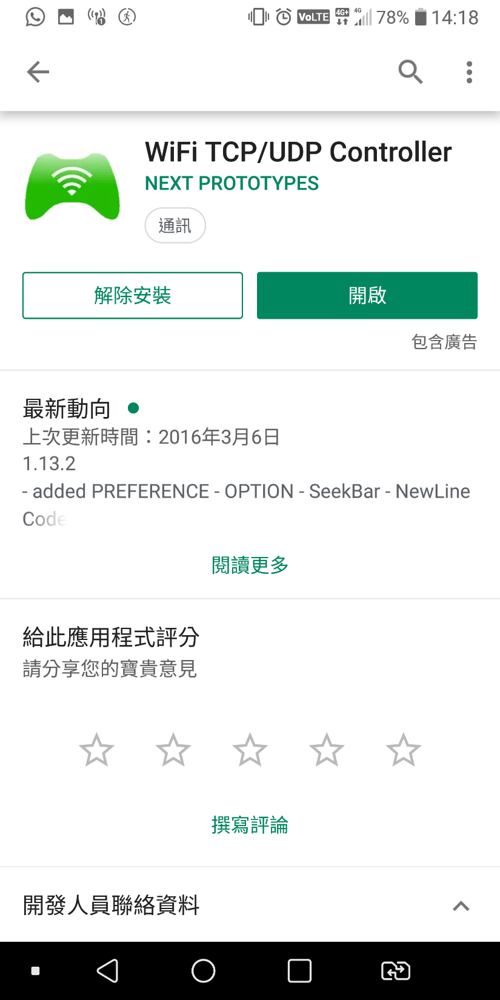 VoLTE 4G+ 4G 78% 14:18
WiFi TCP/UDP Controller
NEXT PROTOTYPES
通訊
解除安裝
開啟
包含廣告
最新動向
上次更新時間：2016年3月6日
1.13.2
- added PREFERENCE - OPTION - SeekBar - NewLine
Code
閱讀更多
給此應用程式評分
請分享您的寶貴意見
撰寫評論
開發人員聯絡資料